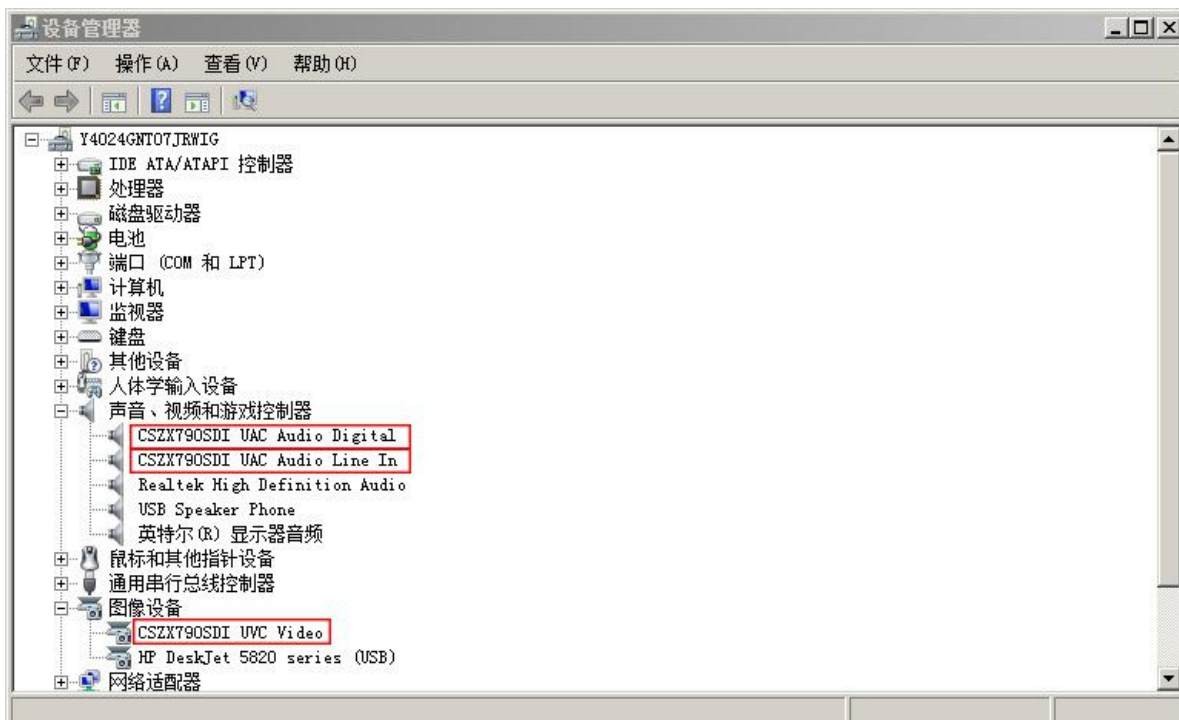 设备管理器
文件(F) 操作(A) 查看(V) 帮助(H)
Y4024GNTO7JRWIG
IDE ATA/ATAPI 控制器
处理器
磁盘驱动器
电池
端口 (COM 和 LPT)
计算机
监视器
键盘
其他设备
人体学输入设备
声音、视频和游戏控制器
CSZX790SDI UAC Audio Digital
CSZX790SDI UAC Audio Line In
Realtek High Definition Audio
USB Speaker Phone
英特尔(R) 显示器音频
鼠标和其他指针设备
通用串行总线控制器
图像设备
CSZX790SDI UVC Video
HP DeskJet 5820 series (USB)
网络适配器